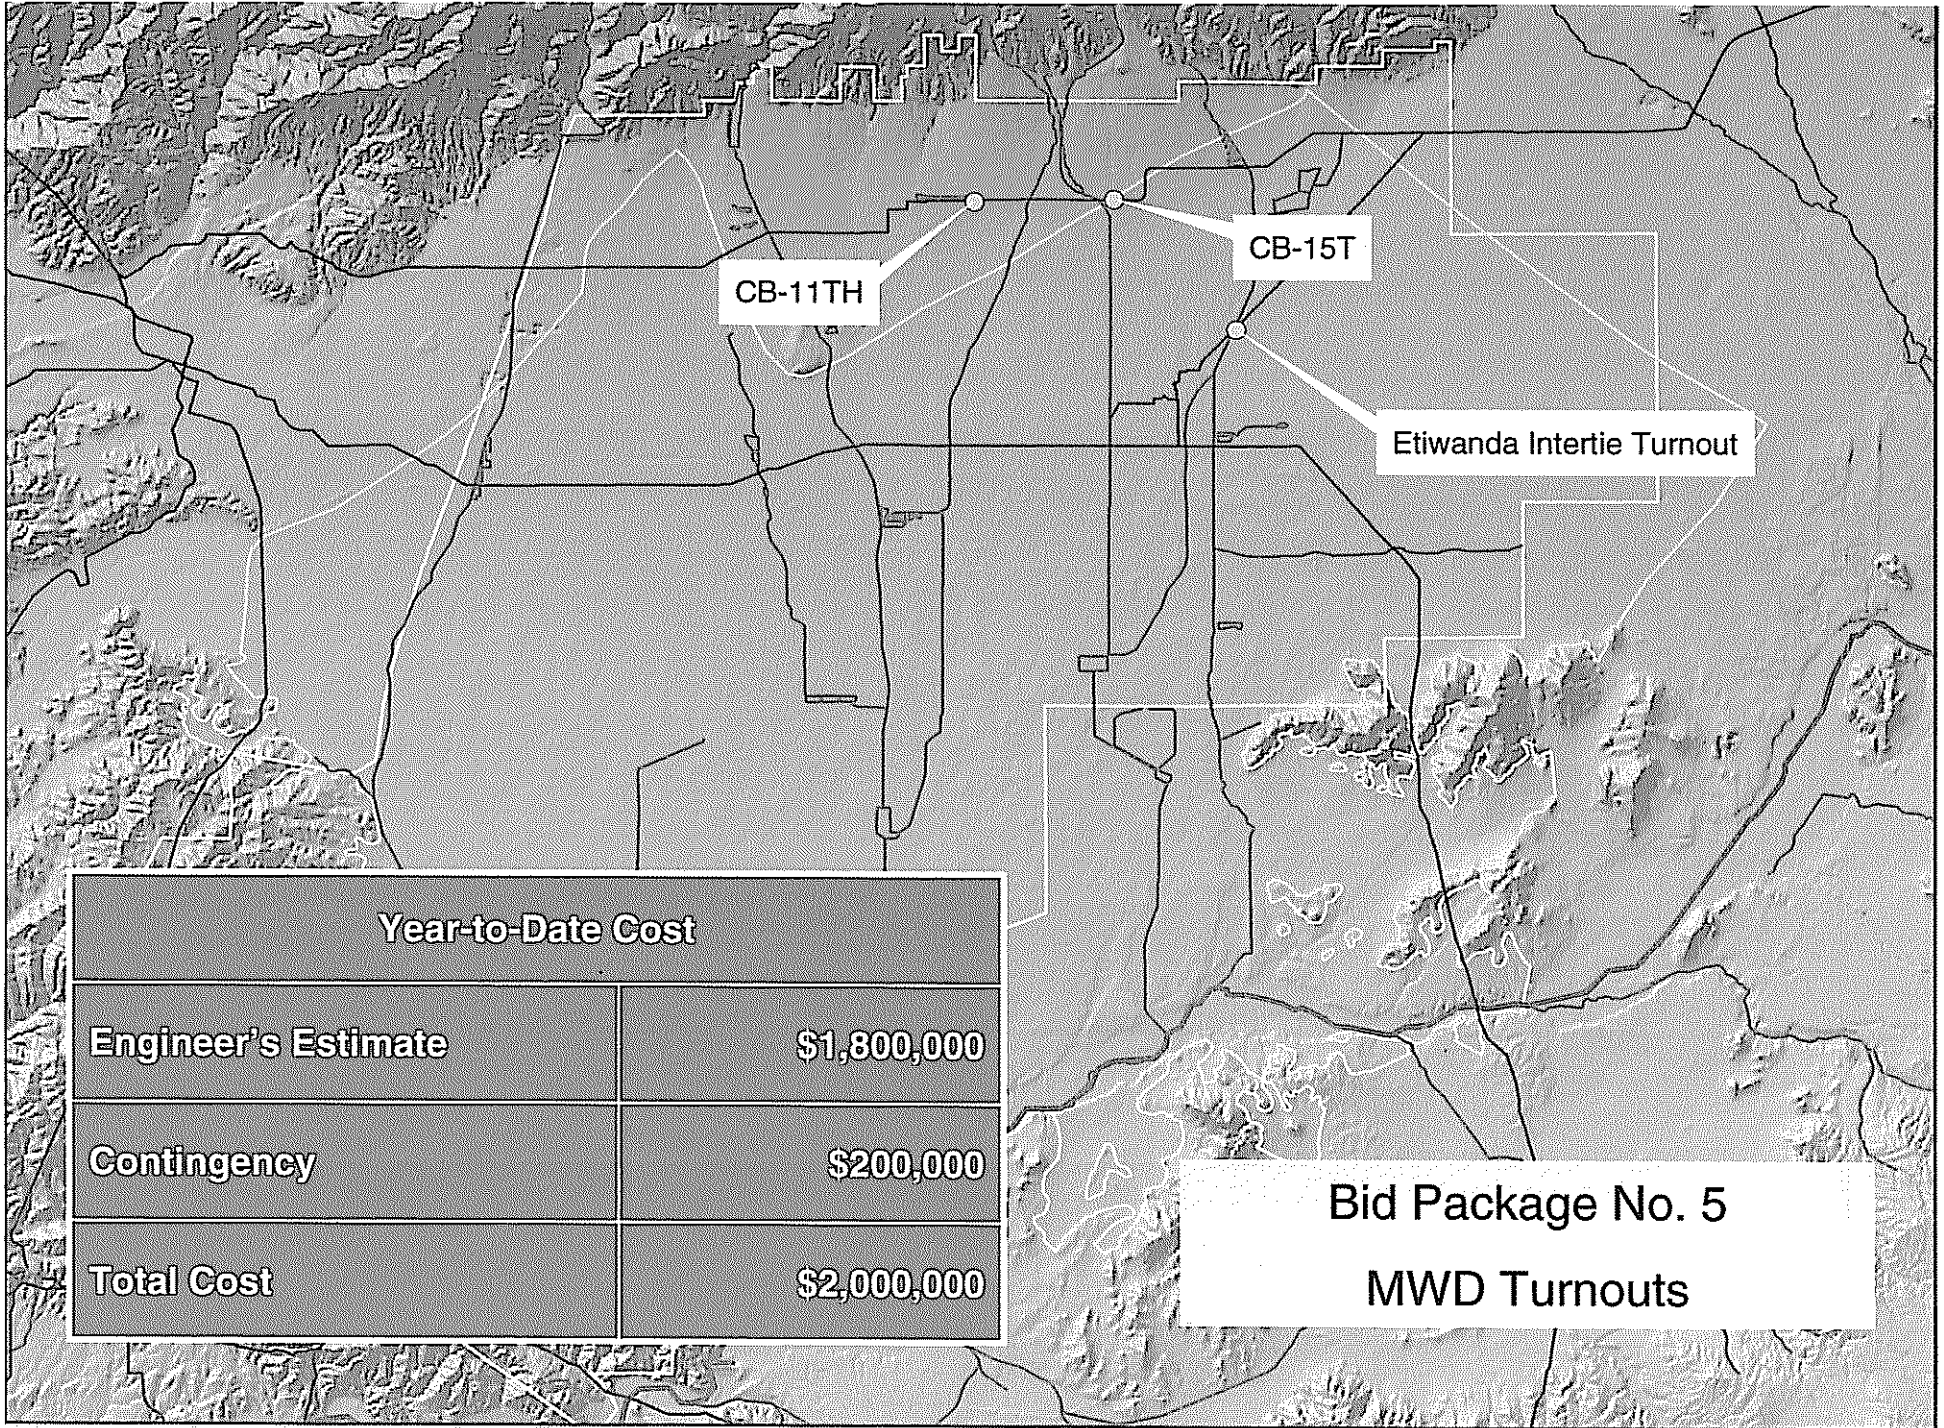 CB-15T
CB-11TH
Etiwanda Intertie Turnout
Year-to-Date Cost
Engineer's Estimate $1,800,000
Contingency $200,000
Total Cost $2,000,000
Bid Package No. 5
MWD Turnouts